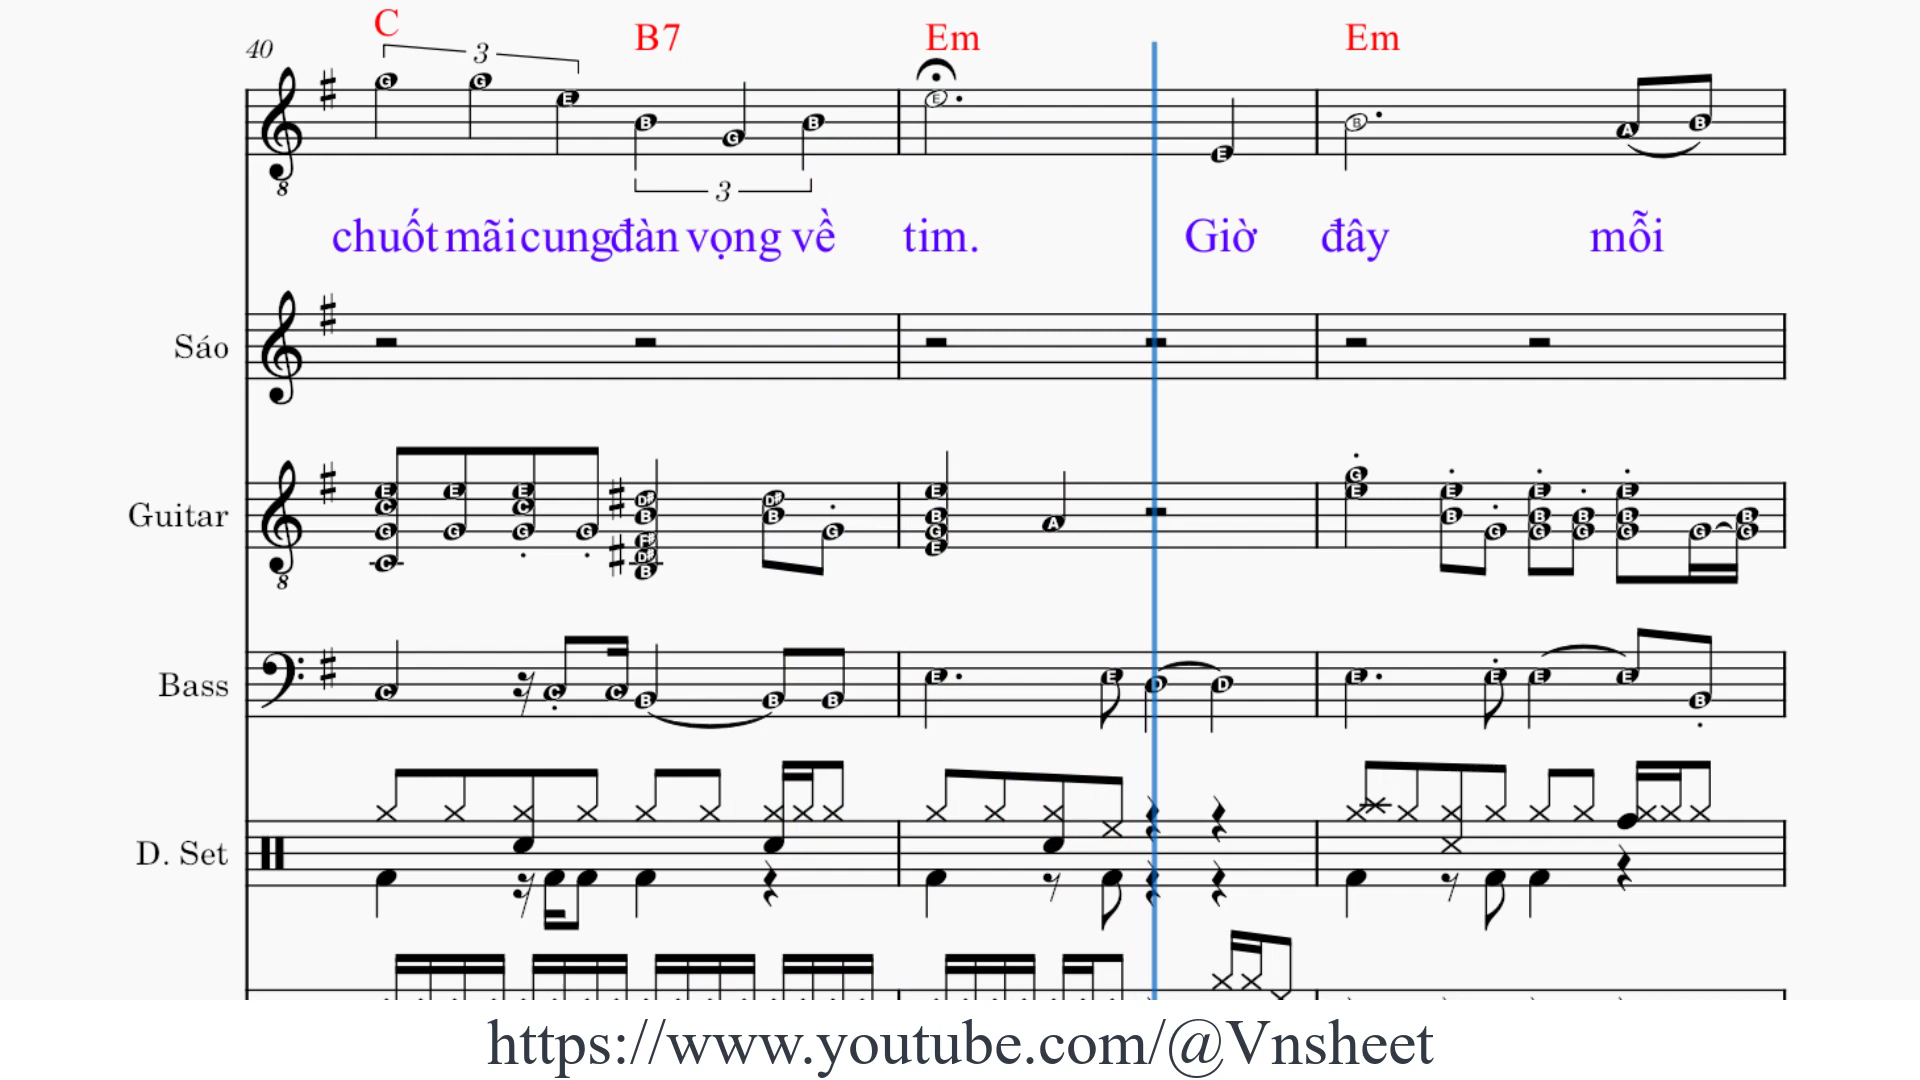 C B7 Em Em
40 3
3
chuốt mãi cung đàn vọng về tim. Giờ đây mỗi
Sáo
Guitar
Bass
D. Set
https://www.youtube.com/@Vnsheet